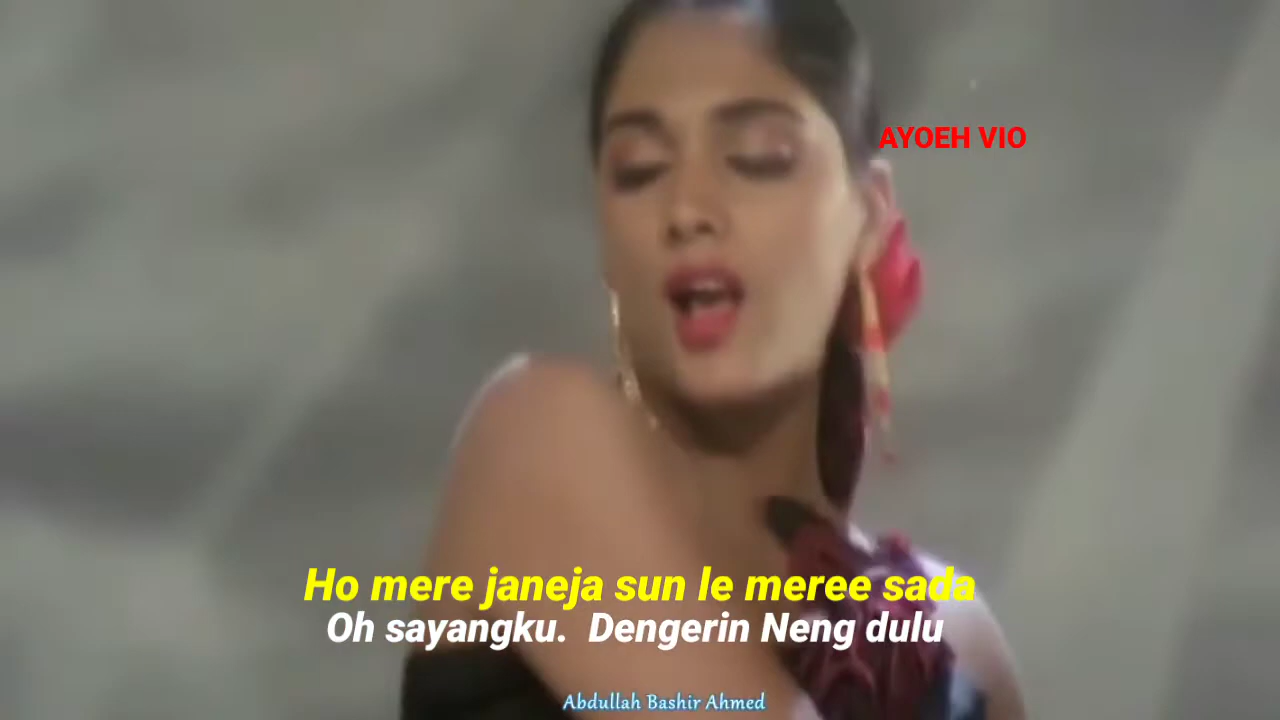 AYOEH VIO
Ho mere janeja sun le meree sada
Oh sayangku. Dengerin Neng dulu
Abdullah Bashir Ahmed